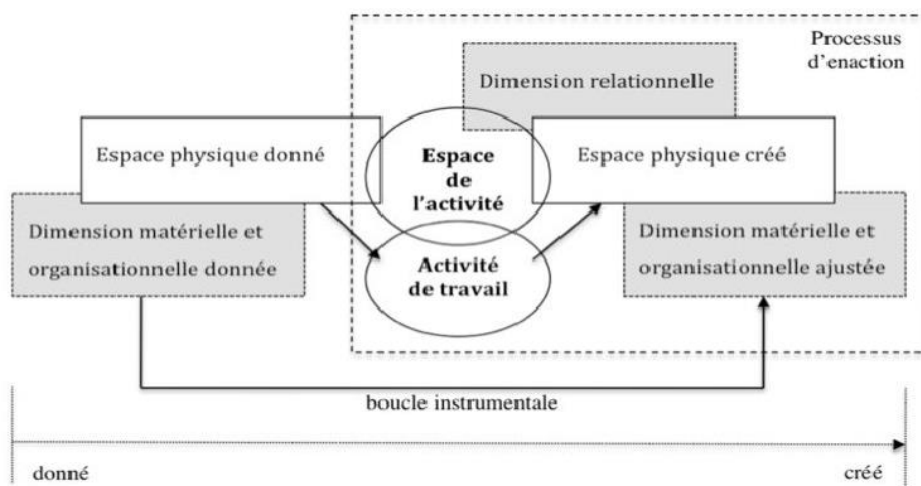 Processus
d'enaction
Dimension relationnelle
Espace physique donné
Espace
de
l'activité
Espace physique créé
Dimension matérielle et
organisationnelle donnée
Activité
de travail
Dimension matérielle et
organisationnelle ajustée
boucle instrumentale
donné
créé